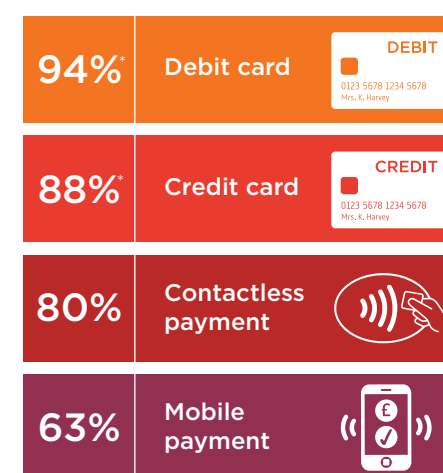 94%* Debit card
DEBIT
0123 5678 1234 5678
Mrs. K. Harvey
88%* Credit card
CREDIT
0123 5678 1234 5678
Mrs. K. Harvey
80% Contactless
payment
63% Mobile
payment
£